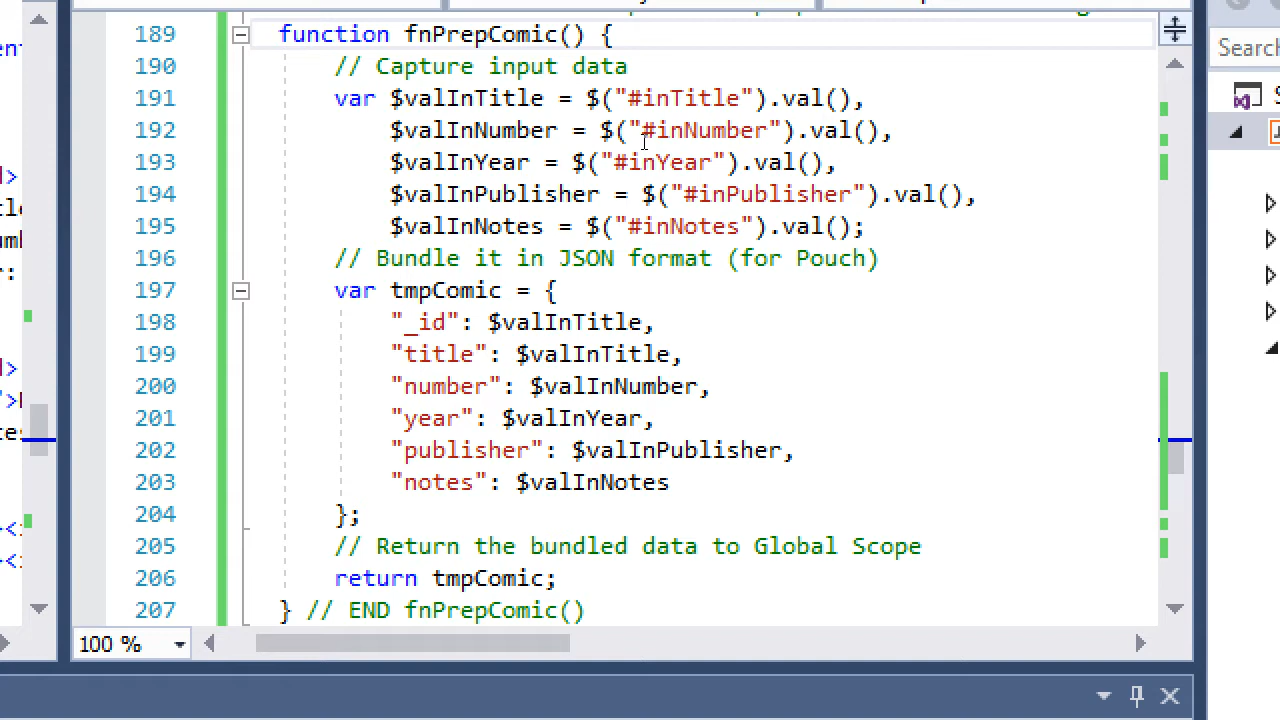 189 function fnPrepComic() {
190 // Capture input data
191 var $valInTitle = $("#inTitle").val(),
192 $valInNumber = $("#inNumber").val(),
193 $valInYear = $("#inYear").val(),
194 $valInPublisher = $("#inPublisher").val(),
195 $valInNotes = $("#inNotes").val();
196 // Bundle it in JSON format (for Pouch)
197 var tmpComic = {
198 "_id": $valInTitle,
199 "title": $valInTitle,
200 "number": $valInNumber,
201 "year": $valInYear,
202 "publisher": $valInPublisher,
203 "notes": $valInNotes
204 };
205 // Return the bundled data to Global Scope
206 return tmpComic;
207 } // END fnPrepComic()
100 %
Search